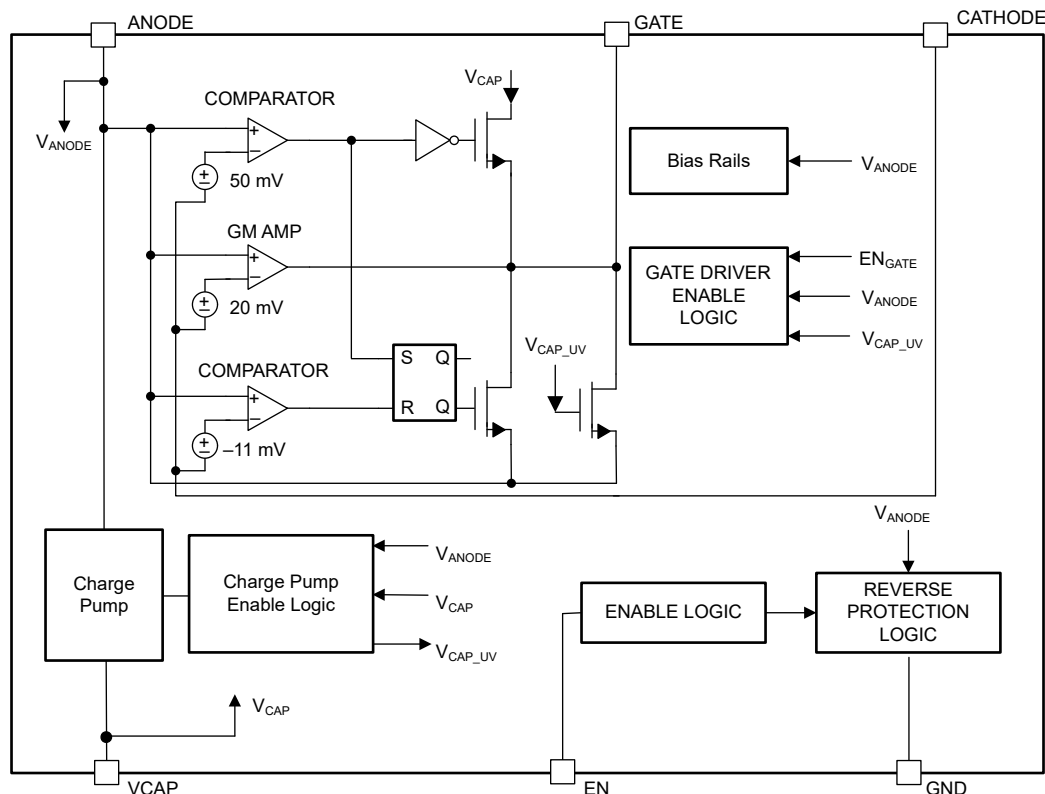 ANODE
GATE
CATHODE
VCAP
COMPARATOR
VANODE
+
−
50 mV
Bias Rails
VANODE
GM AMP
+
−
20 mV
GATE DRIVER
ENABLE
LOGIC
ENGATE
VANODE
VCAP_UV
VCAP_UV
S Q
R Q
COMPARATOR
+
−
–11 mV
VANODE
Charge
Pump
Charge Pump
Enable Logic
VANODE
VCAP
VCAP_UV
ENABLE LOGIC
REVERSE
PROTECTION
LOGIC
VCAP
VCAP
EN
GND